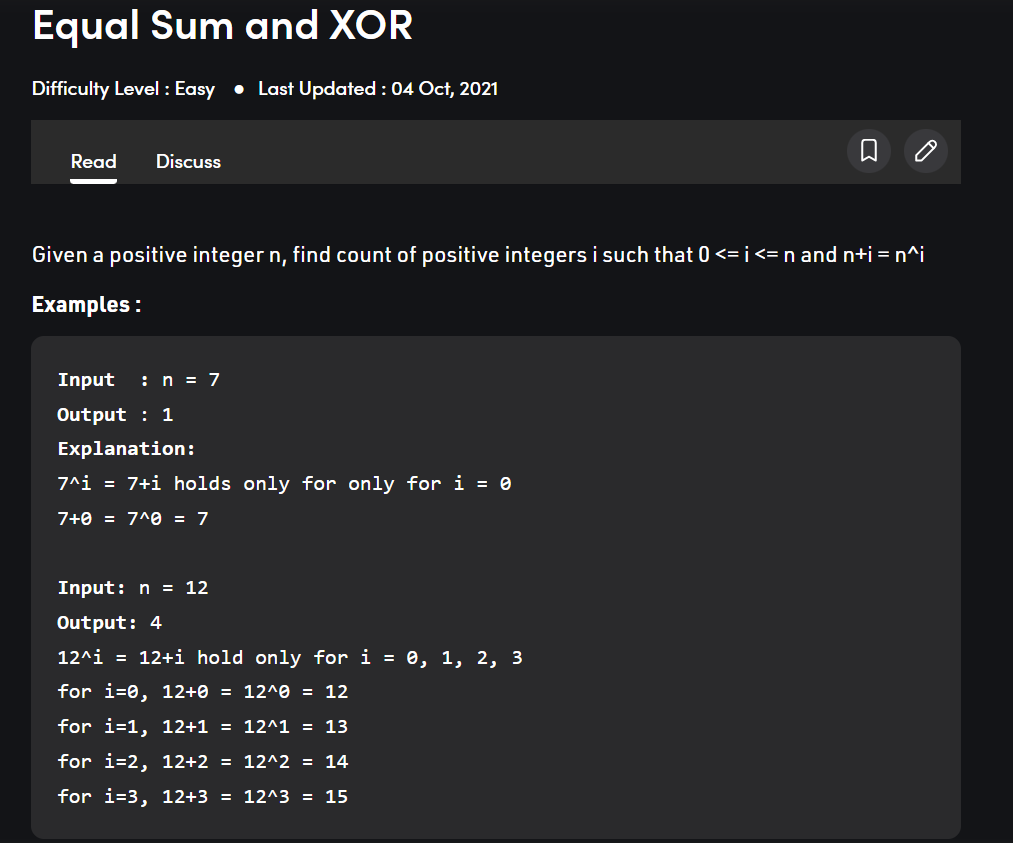 Equal Sum and XOR
Difficulty Level : Easy ● Last Updated : 04 Oct, 2021
Read Discuss
Given a positive integer n, find count of positive integers i such that 0 <= i <= n and n+i = n^i
Examples :
Input  : n = 7
Output : 1
Explanation:
7^i = 7+i holds only for only for i = 0
7+0 = 7^0 = 7
Input: n = 12
Output: 4
12^i = 12+i hold only for i = 0, 1, 2, 3
for i=0, 12+0 = 12^0 = 12
for i=1, 12+1 = 12^1 = 13
for i=2, 12+2 = 12^2 = 14
for i=3, 12+3 = 12^3 = 15